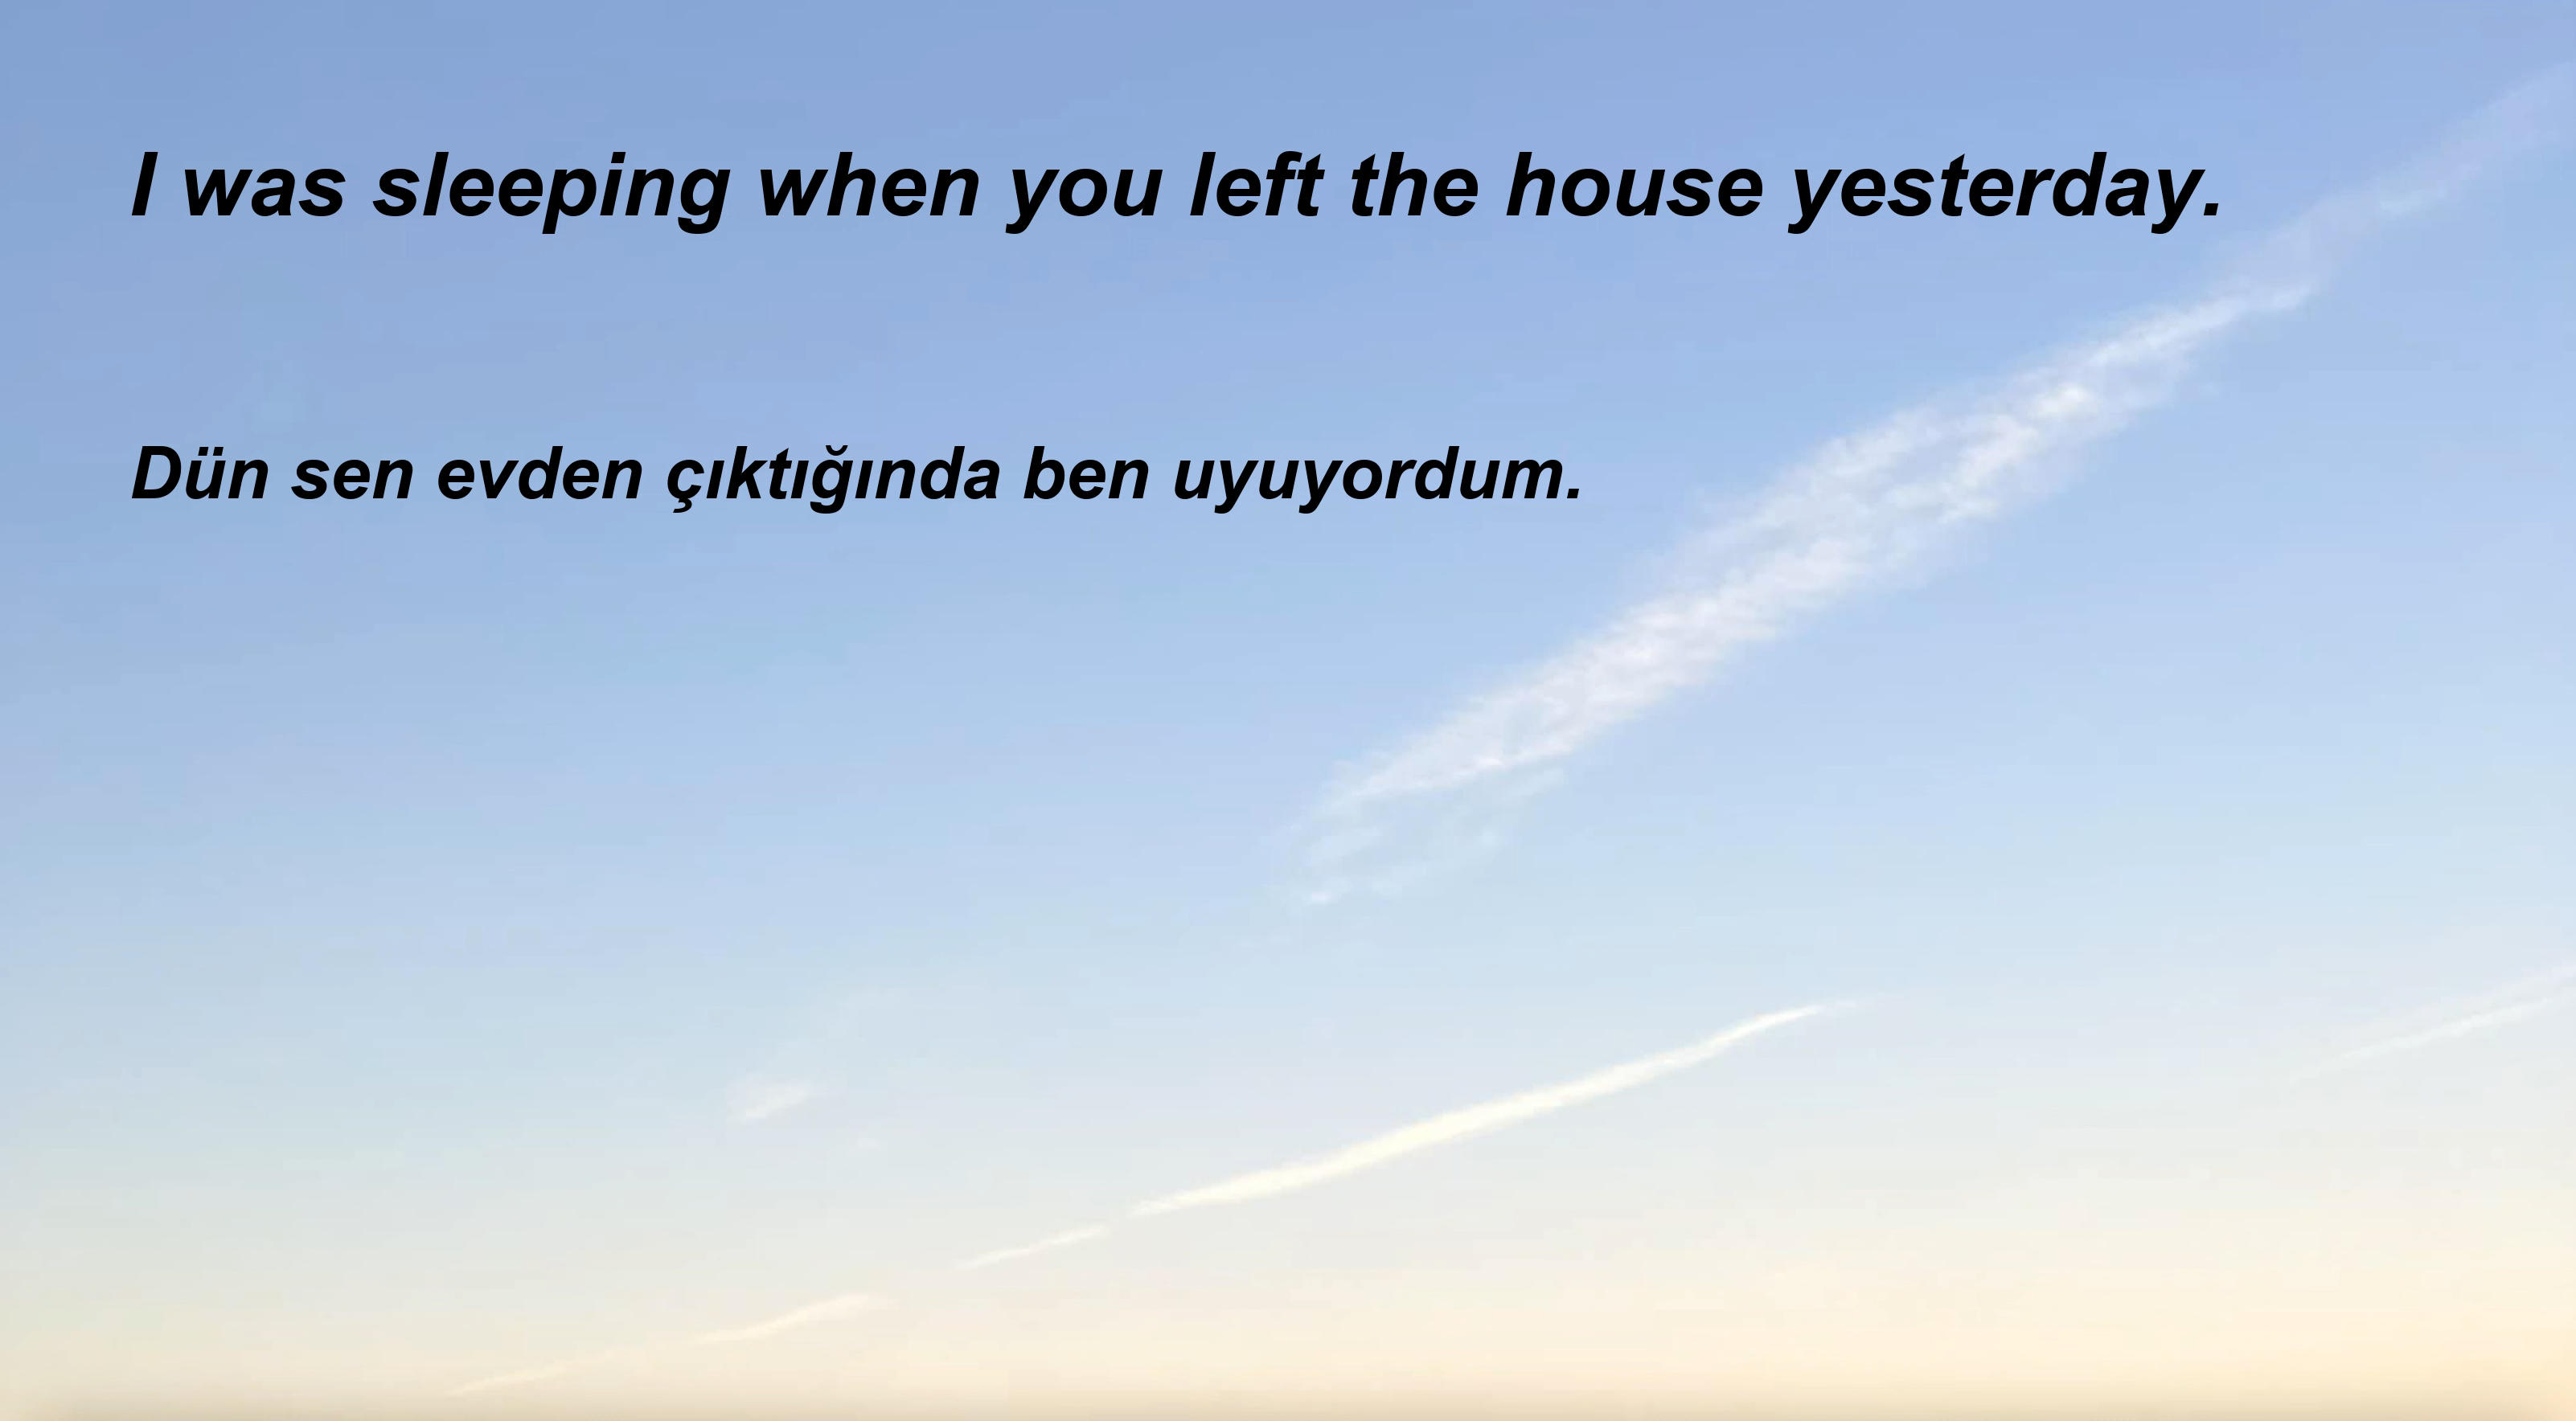 I was sleeping when you left the house yesterday.
Dün sen evden çıktığında ben uyuyordum.